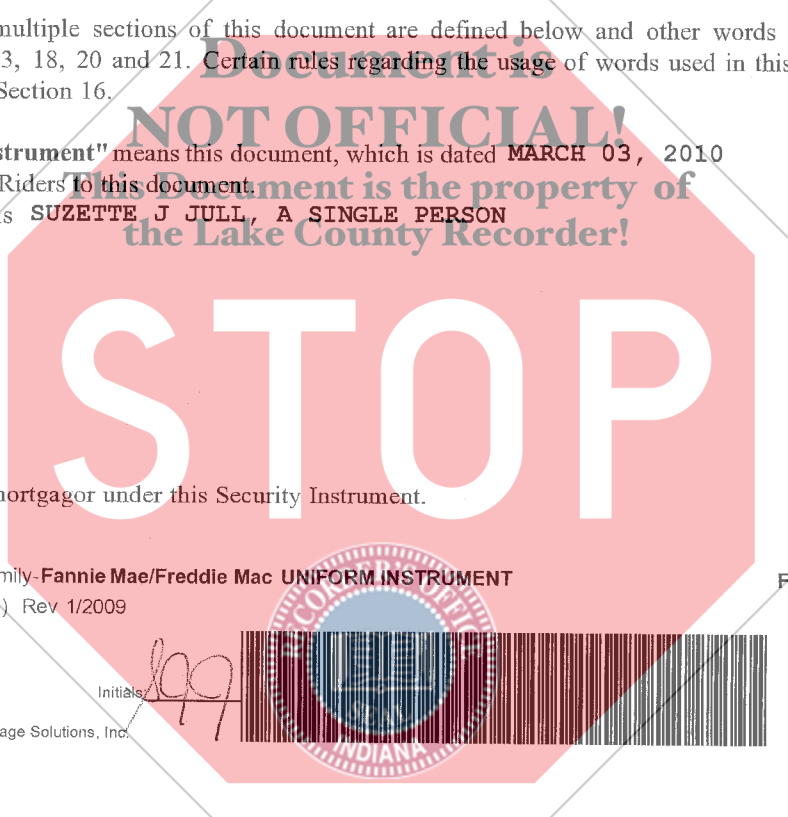 multiple sections of this document are defined below and other words
3, 18, 20 and 21. Certain rules regarding the usage of words used in this
Section 16.
Document is
NOT OFFICIAL!
This Document is the property of
the Lake County Recorder!
strument" means this document, which is dated MARCH 03, 2010
Riders to this document.
is SUZETTE J JULL, A SINGLE PERSON
STOP
mortgagor under this Security Instrument.
mily-Fannie Mae/Freddie Mac UNIFORM INSTRUMENT
) Rev 1/2009
RECORDER'S OFFICE
SEAL
INDIANA
Initials:
age Solutions, Inc.